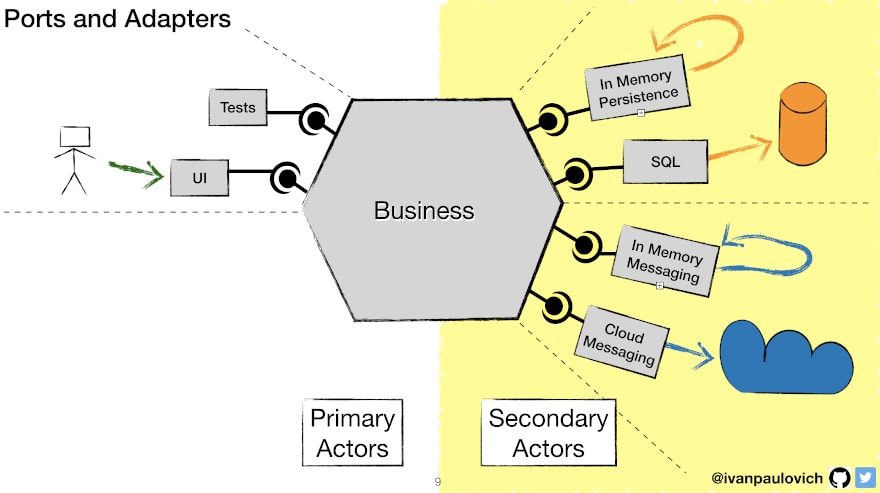 Ports and Adapters
Tests
UI
Business
In Memory
Persistence
SQL
In Memory
Messaging
Cloud
Messaging
Primary
Actors
Secondary
Actors
9
@ivanpaulovich